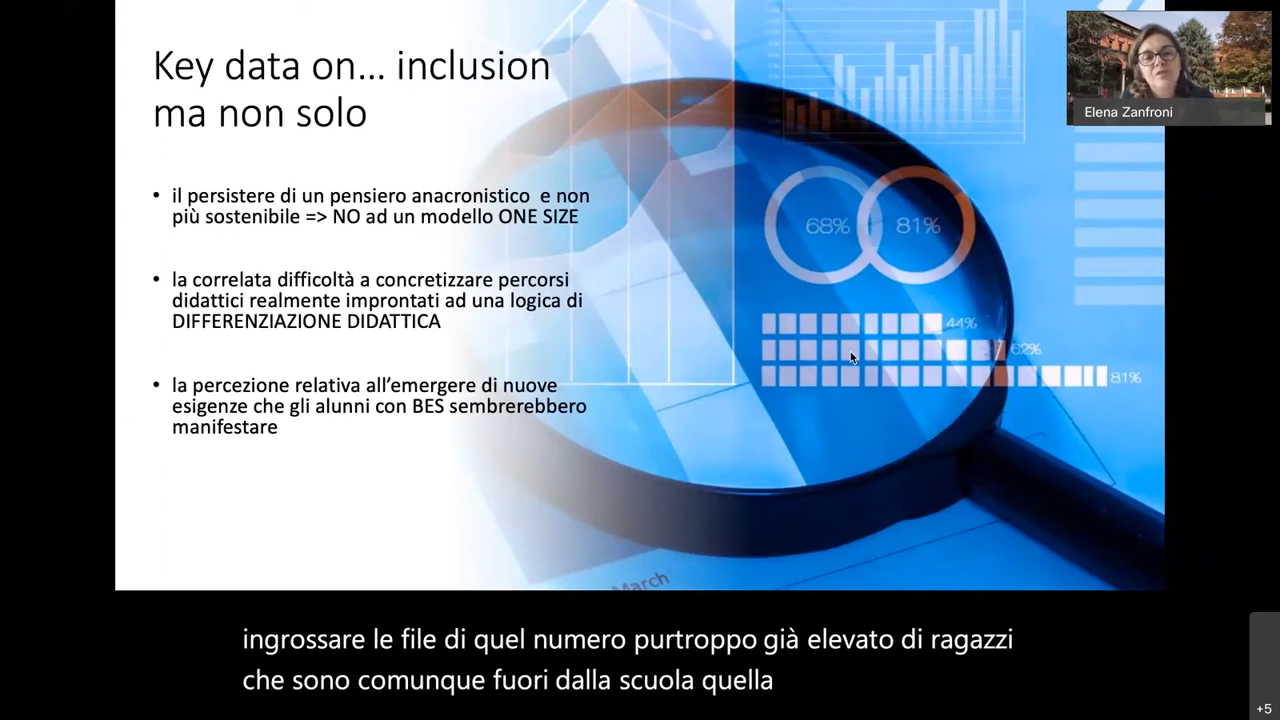 Key data on... inclusion
ma non solo
• il persistere di un pensiero anacronistico e non
più sostenibile => NO ad un modello ONE SIZE
• la correlata difficoltà a concretizzare percorsi
didattici realmente improntati ad una logica di
DIFFERENZIAZIONE DIDATTICA
• la percezione relativa all’emergere di nuove
esigenze che gli alunni con BES sembrerebbero
manifestare
68%
81%
44%
62%
81%
March
Elena Zanfroni
ingrossare le file di quel numero purtroppo già elevato di ragazzi
che sono comunque fuori dalla scuola quella
+5